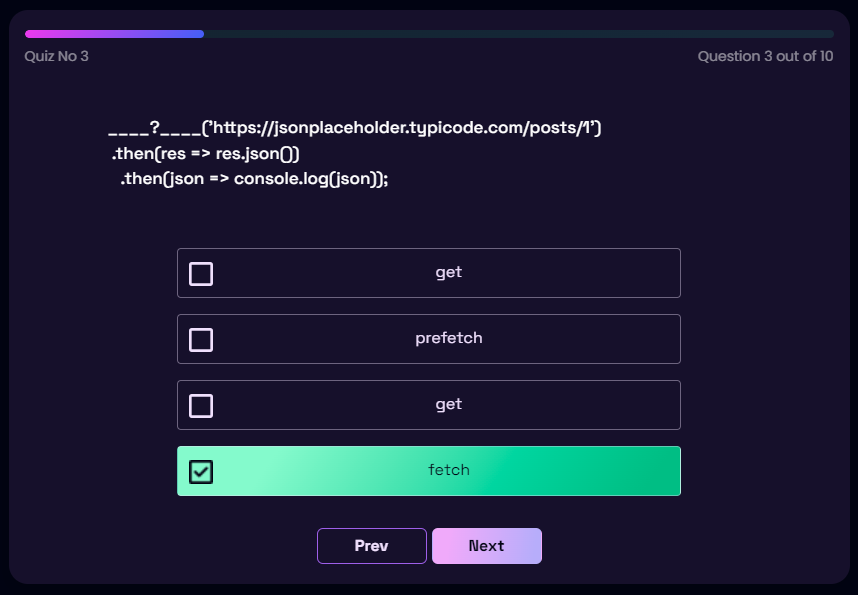 Quiz No 3
Question 3 out of 10
____?____('https://jsonplaceholder.typicode.com/posts/1')
.then(res => res.json())
.then(json => console.log(json));
get
prefetch
get
fetch
Prev
Next